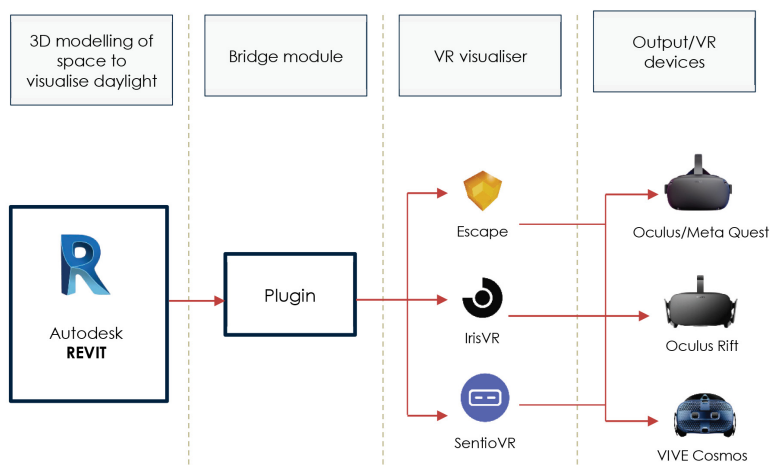 3D modelling of
space to
visualise daylight
Bridge module
VR visualiser
Output/VR
devices
Autodesk
REVIT
Plugin
Escape
IrisVR
SentioVR
Oculus/Meta Quest
Oculus Rift
VIVE Cosmos